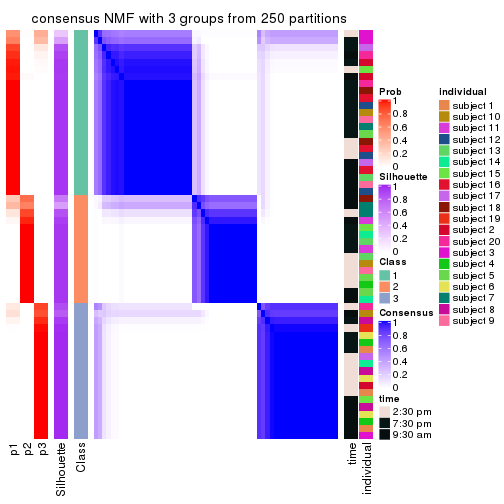 consensus NMF with 3 groups from 250 partitions
p1
p2
p3
Silhouette
Class
time
individual
Prob
1
0.8
0.6
0.4
0.2
0
Silhouette
1
0.8
0.6
0.4
0.2
0
Class
1
2
3
Consensus
1
0.8
0.6
0.4
0.2
0
time
2:30 pm
7:30 pm
9:30 am
individual
subject 1
subject 10
subject 11
subject 12
subject 13
subject 14
subject 15
subject 16
subject 17
subject 18
subject 19
subject 2
subject 20
subject 3
subject 4
subject 5
subject 6
subject 7
subject 8
subject 9